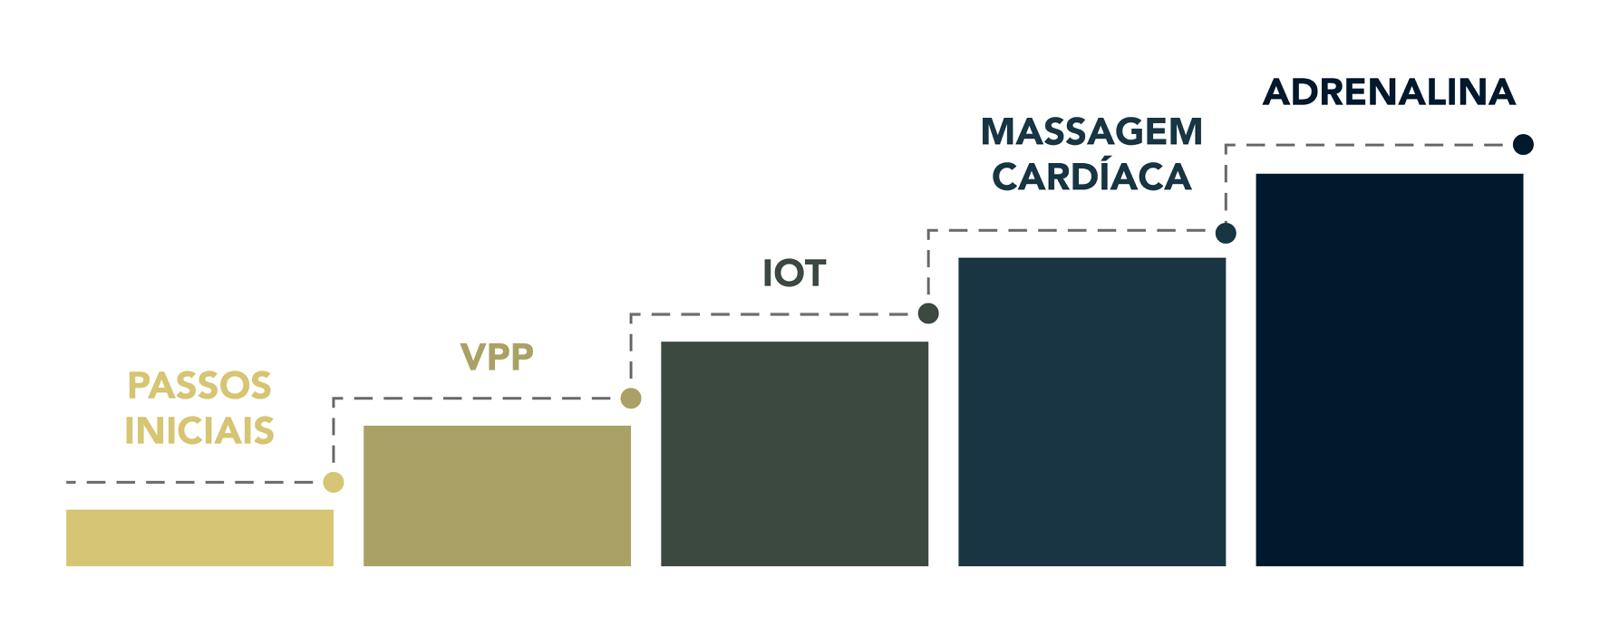 PASSOS
INICIAIS
VPP
IOT
MASSAGEM
CARDÍACA
ADRENALINA